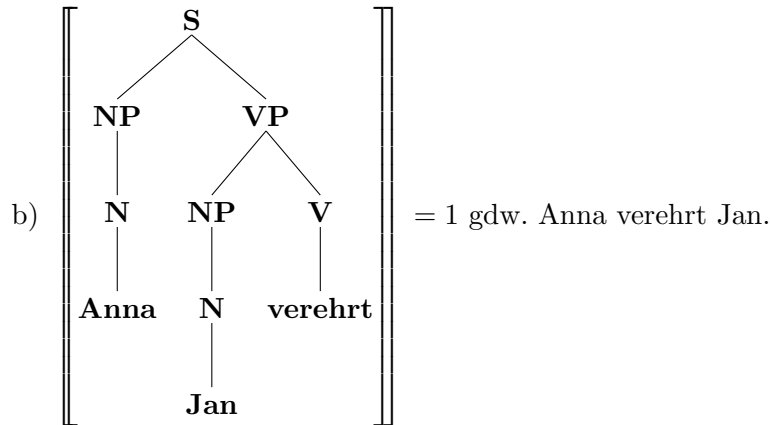 S
NP VP
b) N NP V = 1 gdw. Anna verehrt Jan.
Anna N verehrt
Jan